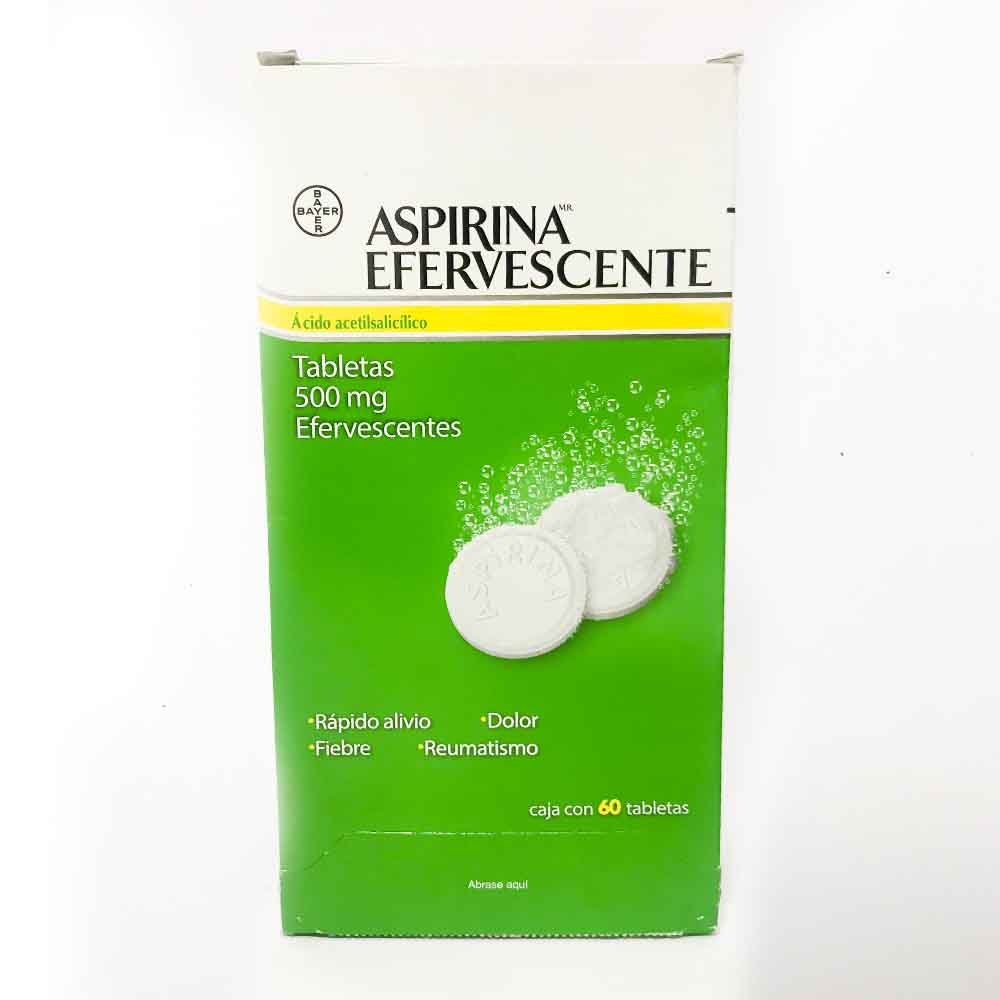 BAYER
BAYER
ASPIRINA M.R.
EFERVESCENTE
Ácido acetilsalicílico
Tabletas
500 mg
Efervescentes
ASPIRINA
•Rápido alivio •Dolor
•Fiebre •Reumatismo
caja con 60 tabletas
Abrase aquí